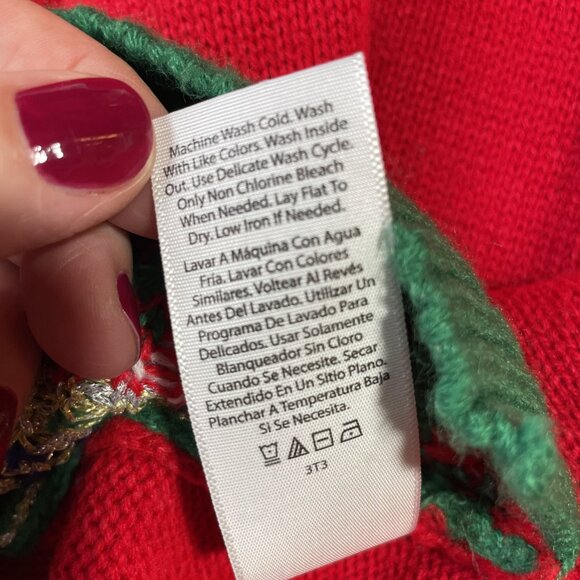 Machine Wash Cold. Wash
With Like Colors. Wash Inside
Out. Use Delicate Wash Cycle.
Only Non Chlorine Bleach
When Needed. Lay Flat To
Dry. Low Iron If Needed.
Lavar A Máquina Con Agua
Fría. Lavar Con Colores
Similares. Voltear Al Revés
Antes Del Lavado. Utilizar Un
Programa De Lavado Para
Delicados. Usar Solamente
Blanqueador Sin Cloro
Cuando Se Necesite. Secar
Extendido En Un Sitio Plano.
Planchar A Temperatura Baja
Si Se Necesita.
3T3